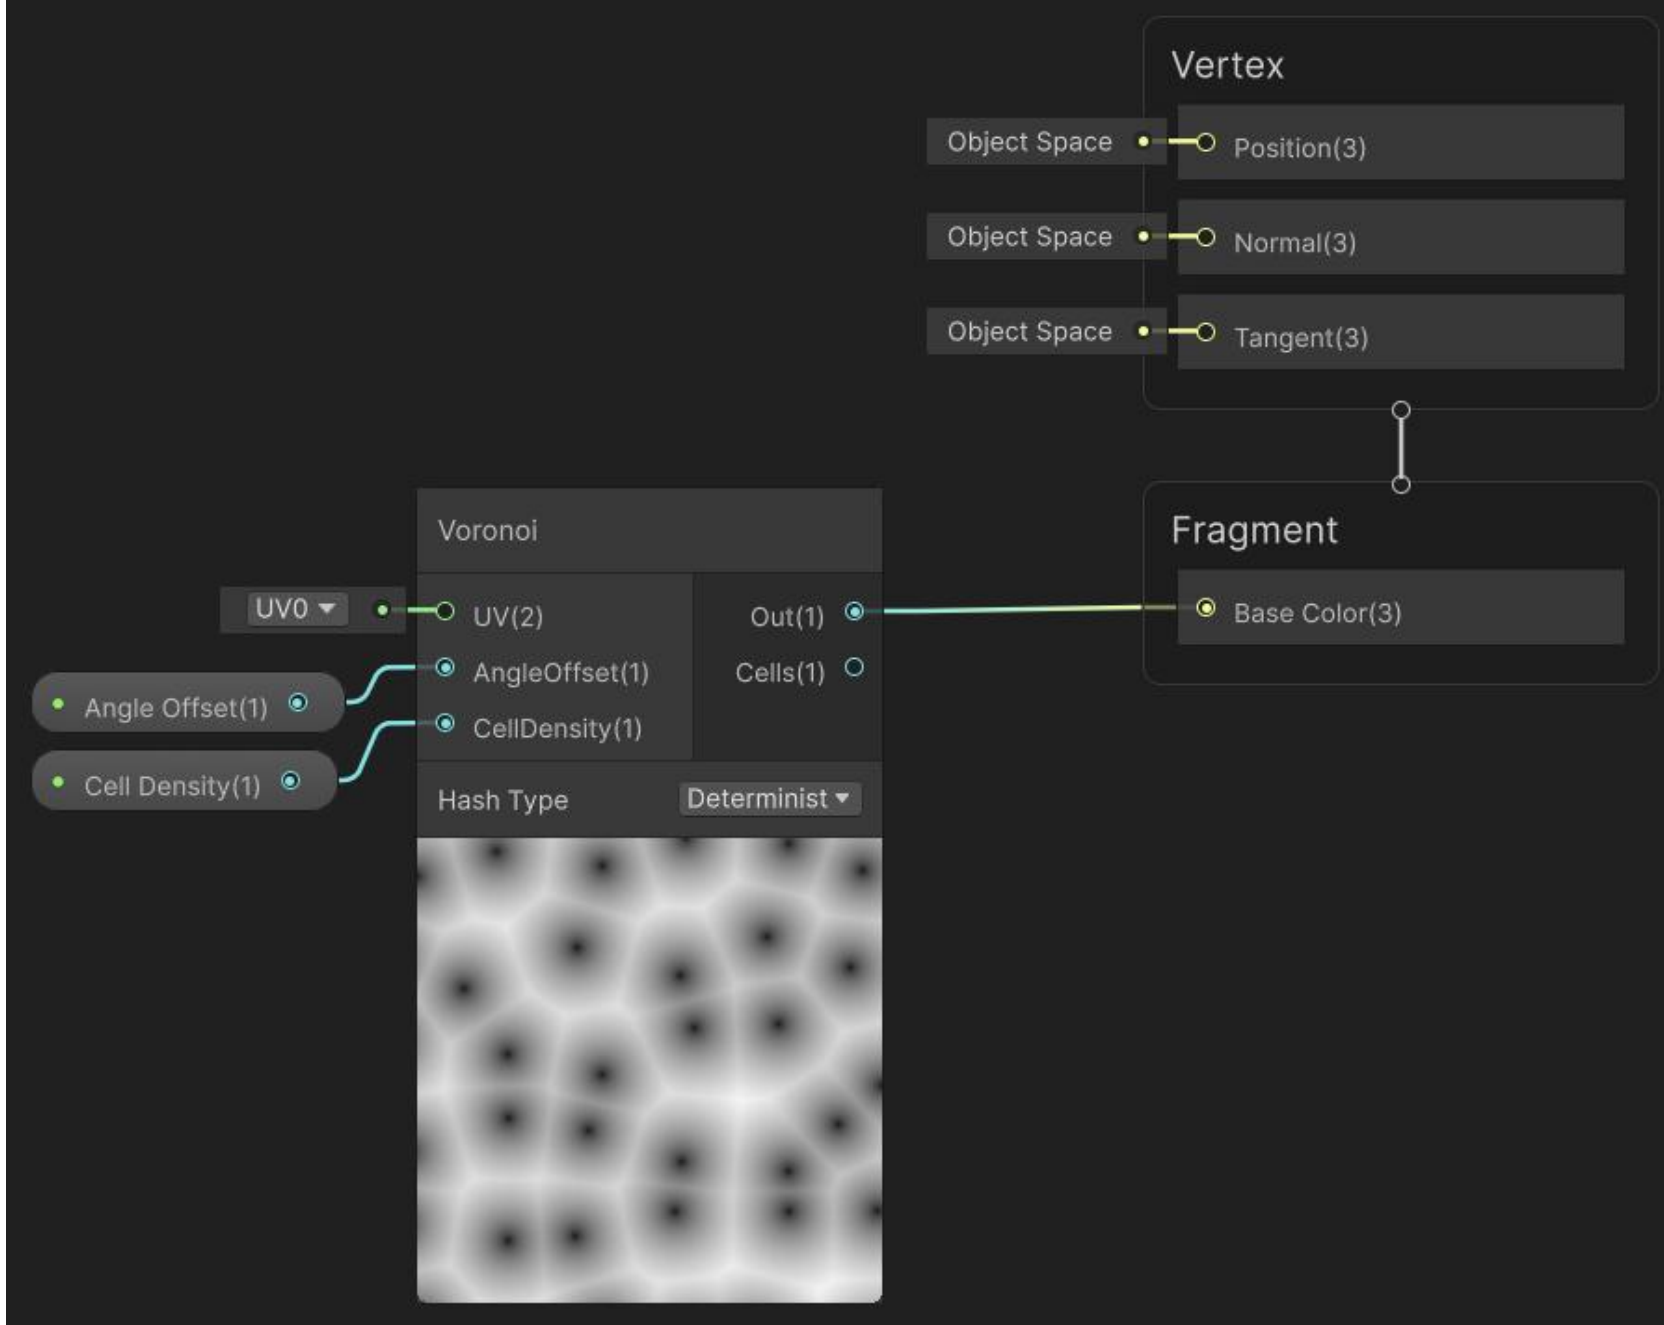 Vertex
Object Space
Position(3)
Object Space
Normal(3)
Object Space
Tangent(3)
Fragment
Base Color(3)
Voronoi
UV0
UV(2)
Out(1)
AngleOffset(1)
Cells(1)
CellDensity(1)
Angle Offset(1)
Cell Density(1)
Hash Type
Determinist